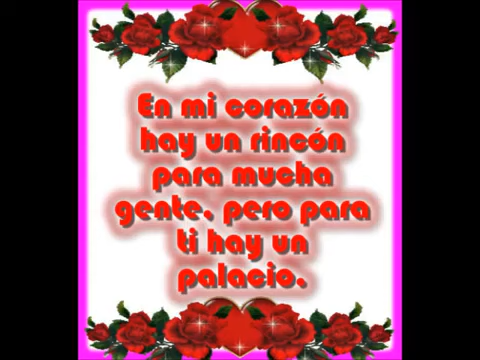 En mi corazón
hay un rincón
para mucha
gente, pero para
ti hay un
palacio.